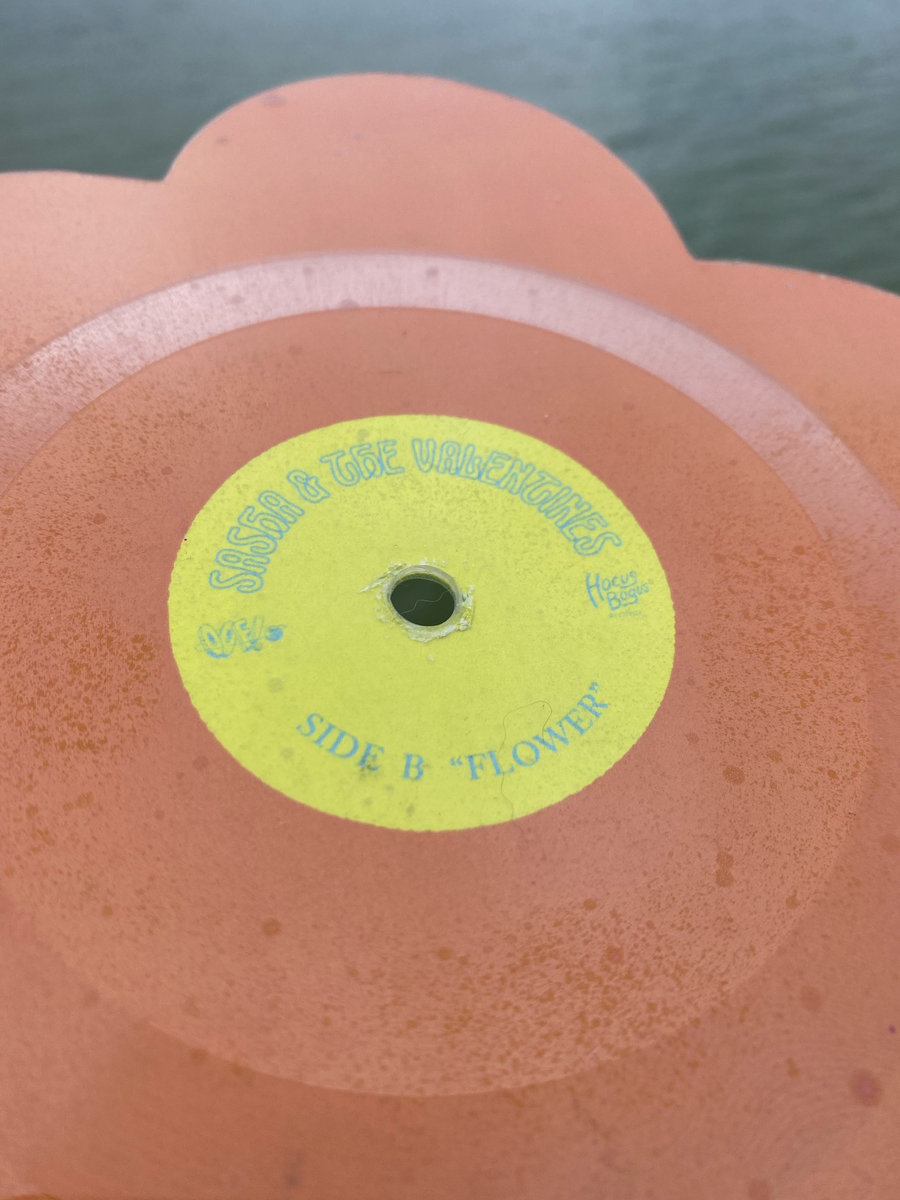 SASHA & THE VALENTINES
Hocus
Bogus
SIDE B “FLOWER”